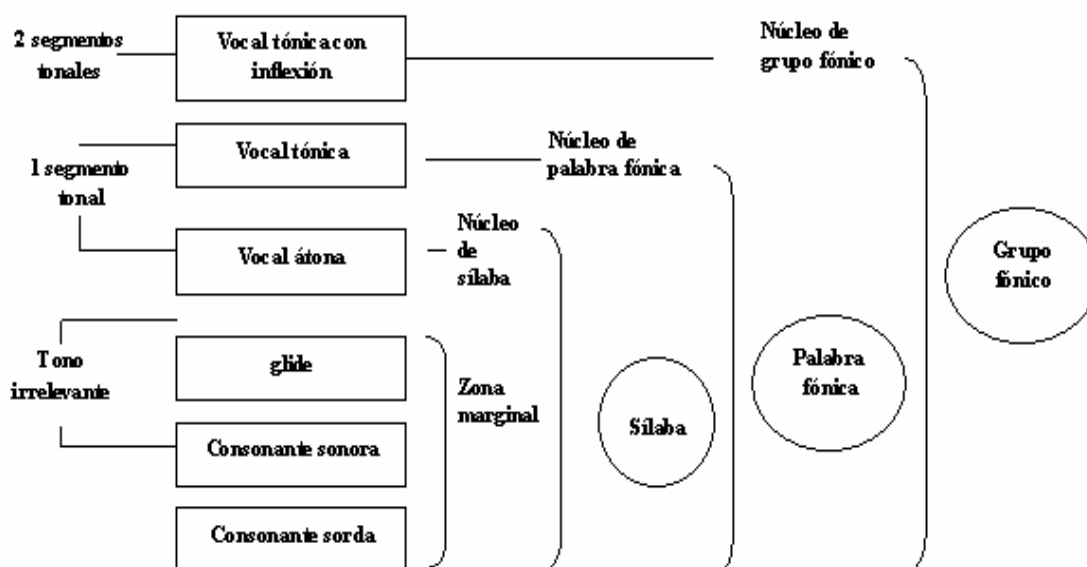 2 segmentos
tonales
Vocal tónica con
inflexión
Núcleo de
grupo fónico
1 segmento
tonal
Vocal tónica
Núcleo de
palabra fónica
Vocal átona
Núcleo
de
sílaba
Grupo
fónico
Tono
irrelevante
glide
Zona
marginal
Palabra
fónica
Sílaba
Consonante sonora
Consonante sorda